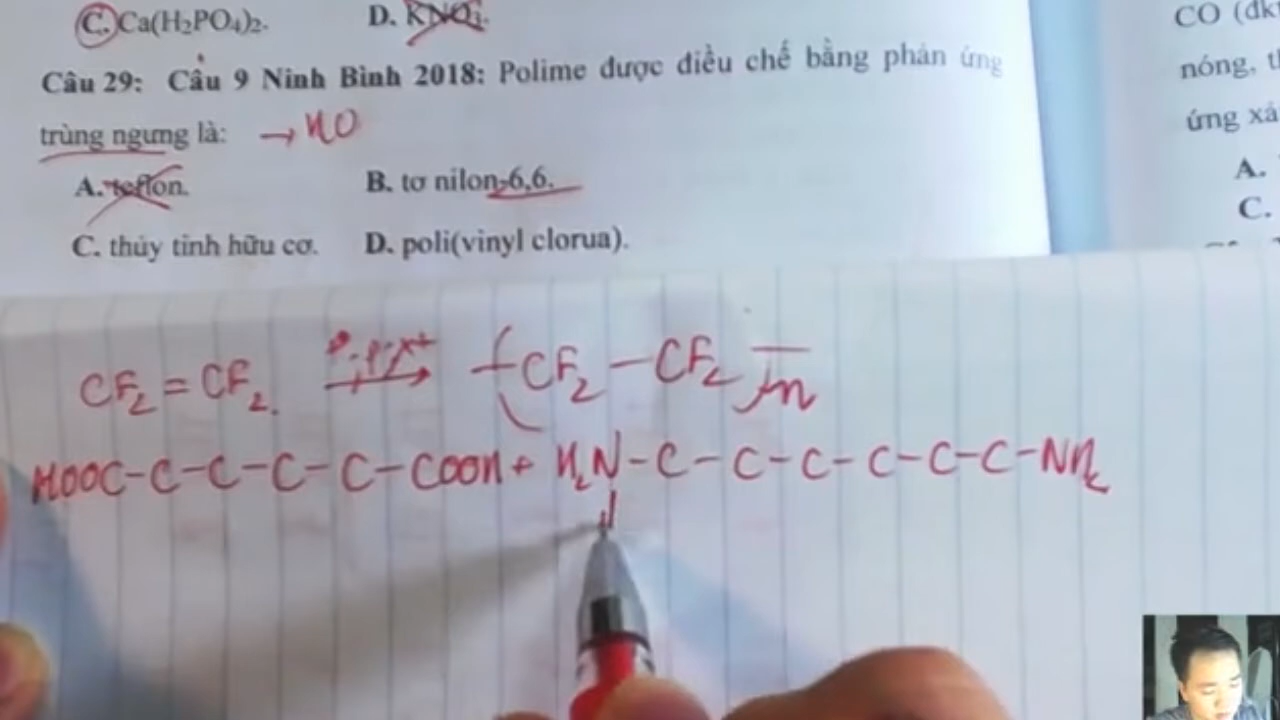 C. Ca(H₂PO₄)₂. D. KNO₃.
Câu 29: Câu 9 Ninh Bình 2018: Polime được điều chế bằng phản ứng
trùng ngưng là: → H₂O
A. teflon. B. tơ nilon-6,6.
C. thủy tinh hữu cơ. D. poli(vinyl clorua).
CF₂ = CF₂ →
(CF₂ – CF₂)n
HOOC-C-C-C-C-COOH + H₂N-C-C-C-C-C-C-NH₂
CO (đk
nóng,
ứng xả
A.
C.